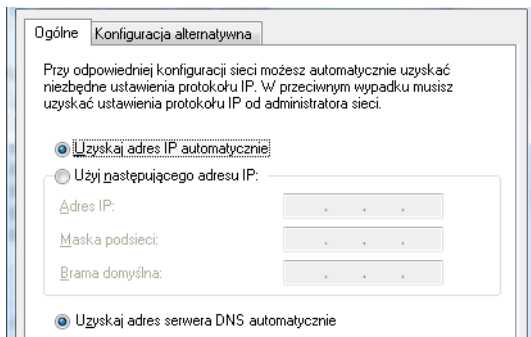 Ogólne Konfiguracja alternatywna
Przy odpowiedniej konfiguracji sieci możesz automatycznie uzyskać
niezbędne ustawienia protokołu IP. W przeciwnym wypadku musisz
uzyskać ustawienia protokołu IP od administratora sieci.
Uzyskaj adres IP automatycznie
Użyj następującego adresu IP:
Adres IP:
Maska podsieci:
Brama domyślna:
Uzyskaj adres serwera DNS automatycznie